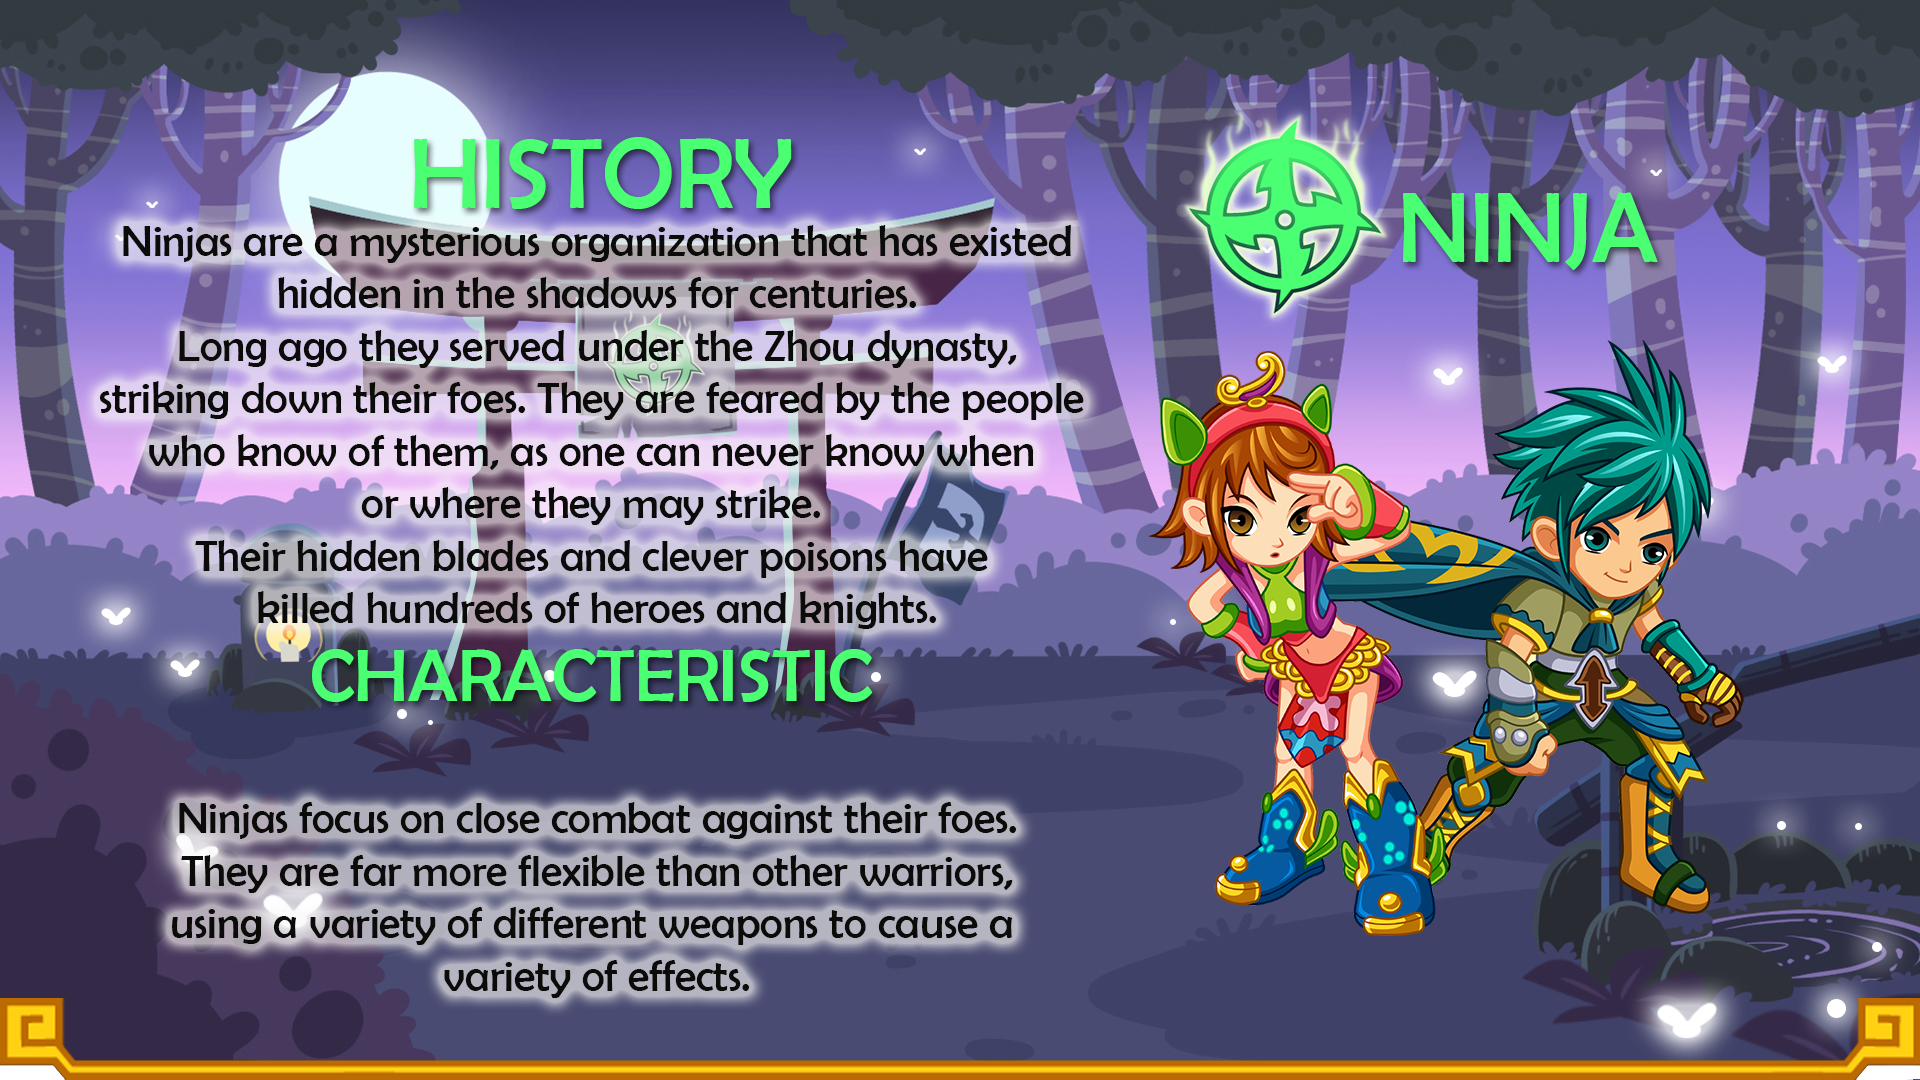 HISTORY
Ninjas are a mysterious organization that has existed
hidden in the shadows for centuries.
Long ago they served under the Zhou dynasty,
striking down their foes. They are feared by the people
who know of them, as one can never know when
or where they may strike.
Their hidden blades and clever poisons have
killed hundreds of heroes and knights.
CHARACTERISTIC
Ninjas focus on close combat against their foes.
They are far more flexible than other warriors,
using a variety of different weapons to cause a
variety of effects.
NINJA